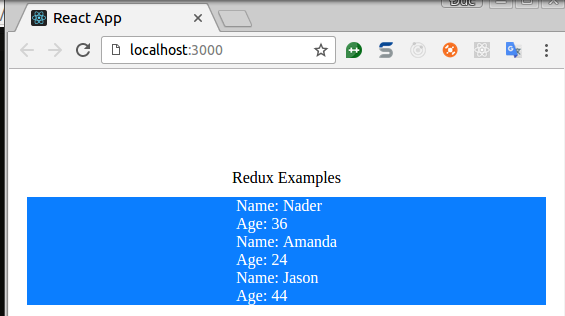 React App
localhost:3000
Redux Examples
Name: Nader
Age: 36
Name: Amanda
Age: 24
Name: Jason
Age: 44